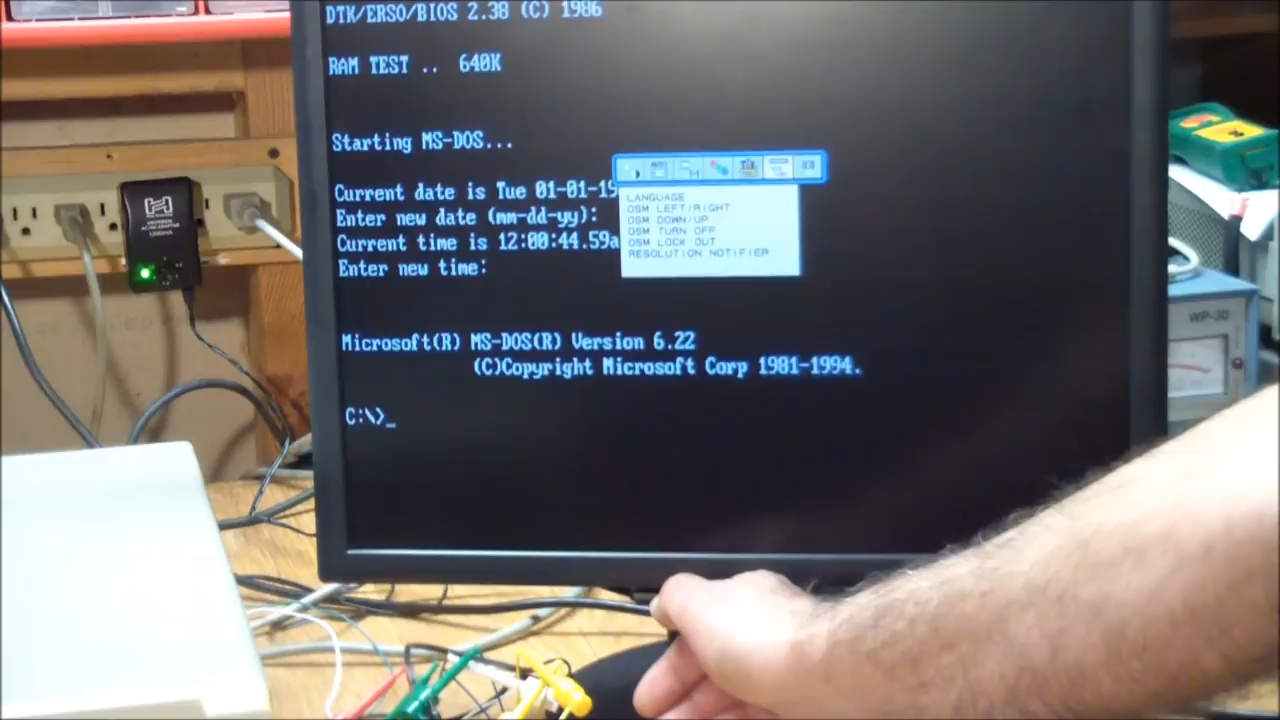 DTK/ERSO/BIOS 2.38 (C) 1986
RAM TEST .. 640K
Starting MS-DOS...
Current date is Tue 01-01-19
Enter new date (mm-dd-yy):
Current time is 12:00:44.59a
Enter new time:
LANGUAGE
OSM LEFT/RIGHT
OSM DOWN/UP
OSM TURN OFF
OSM LOCK OUT
RESOLUTION NOTIFIER
Microsoft(R) MS-DOS(R) Version 6.22
(C)Copyright Microsoft Corp 1981-1994.
C:\>_
WP-30